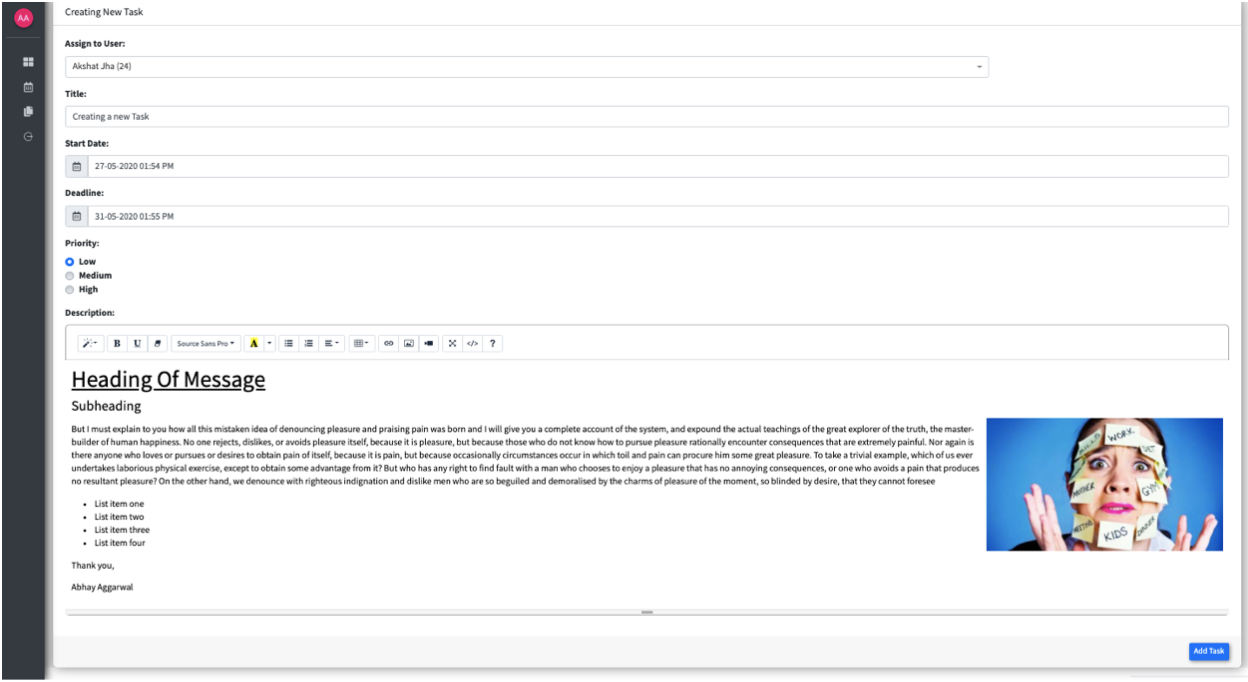 AA
Creating New Task
Assign to User:
Akshat Jha (24)
Title:
Creating a new Task
Start Date:
27-05-2020 01:54 PM
Deadline:
31-05-2020 01:55 PM
Priority:
Low
Medium
High
Description:
B U Source Sans Pro A </> ?
Heading Of Message
Subheading
But I must explain to you how all this mistaken idea of denouncing pleasure and praising pain was born and I will give you a complete account of the system, and expound the actual teachings of the great explorer of the truth, the master-
builder of human happiness. No one rejects, dislikes, or avoids pleasure itself, because it is pleasure, but because those who do not know how to pursue pleasure rationally encounter consequences that are extremely painful. Nor again is
there anyone who loves or pursues or desires to obtain pain of itself, because it is pain, but because occasionally circumstances occur in which toil and pain can procure him some great pleasure. To take a trivial example, which of us ever
undertakes laborious physical exercise, except to obtain some advantage from it? But who has any right to find fault with a man who chooses to enjoy a pleasure that has no annoying consequences, or one who avoids a pain that produces
no resultant pleasure? On the other hand, we denounce with righteous indignation and dislike men who are so beguiled and demoralised by the charms of pleasure of the moment, so blinded by desire, that they cannot foresee
WORK
GYM
MOTHER
MEETING
KIDS
DINNER
List item one
List item two
List item three
List item four
Thank you,
Abhay Aggarwal
Add Task